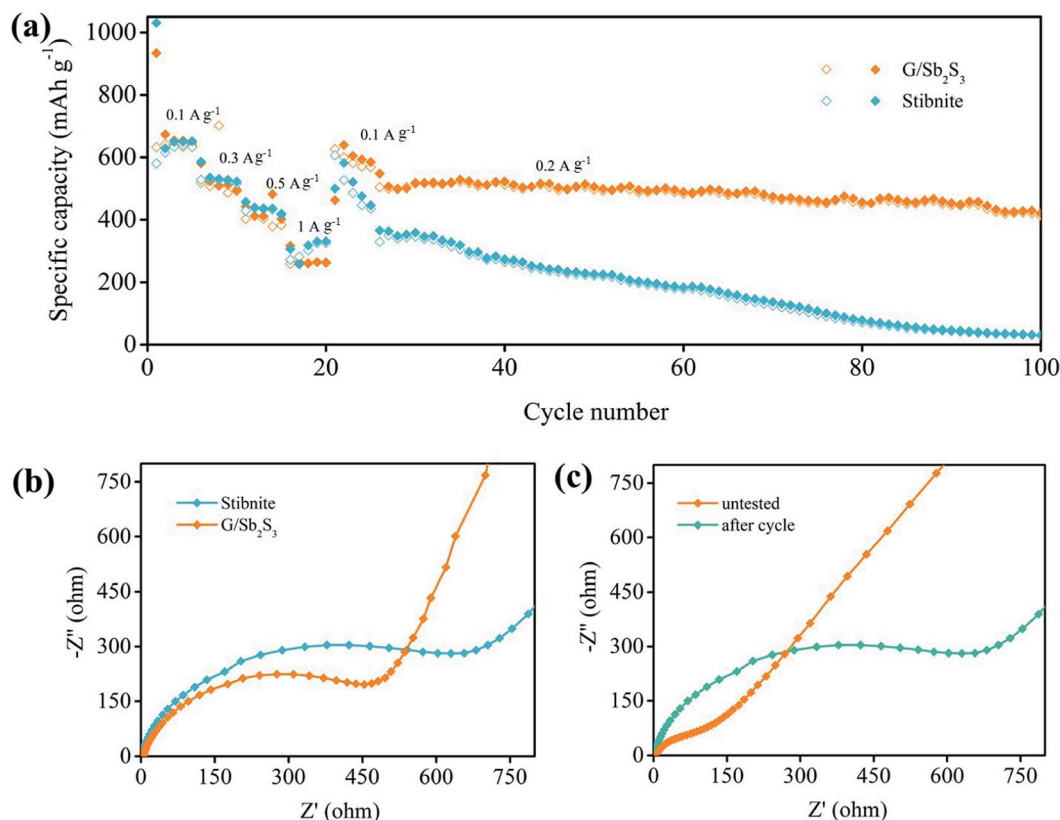 (a)
Specific capacity (mAh g⁻¹)
1000
800
600
400
200
0
0.1 A g⁻¹
0.3 A g⁻¹
0.5 A g⁻¹
1 A g⁻¹
0.1 A g⁻¹
0.2 A g⁻¹
G/Sb₂S₃
Stibnite
0 20 40 60 80 100
Cycle number
(b)
-Z" (ohm)
750
600
450
300
150
0
Stibnite
G/Sb₂S₃
0 150 300 450 600 750
Z' (ohm)
(c)
-Z" (ohm)
750
600
450
300
150
0
untested
after cycle
0 150 300 450 600 750
Z' (ohm)